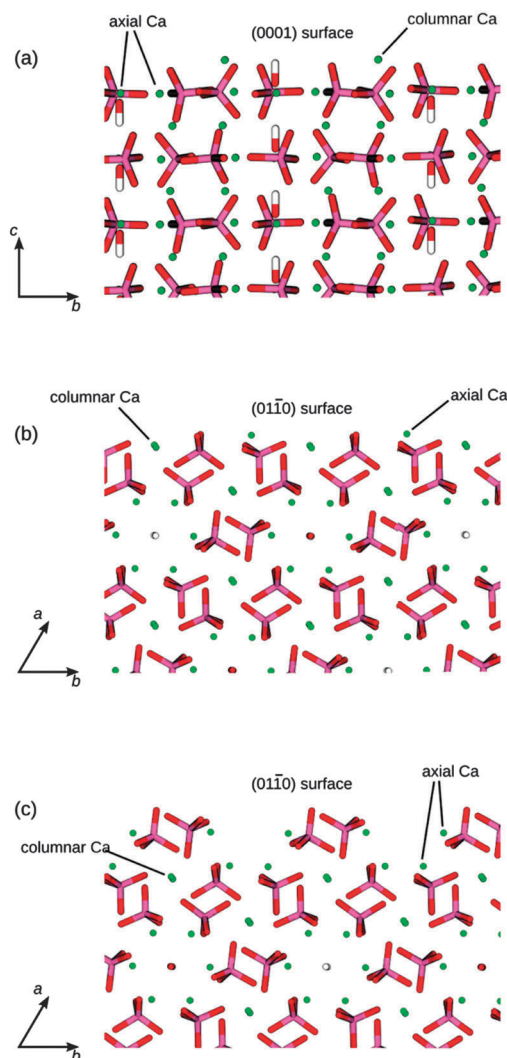 axial Ca
(0001) surface
columnar Ca
(a)
c
b
columnar Ca
(011̄0) surface
axial Ca
(b)
a
b
(c)
(011̄0) surface
axial Ca
columnar Ca
a
b